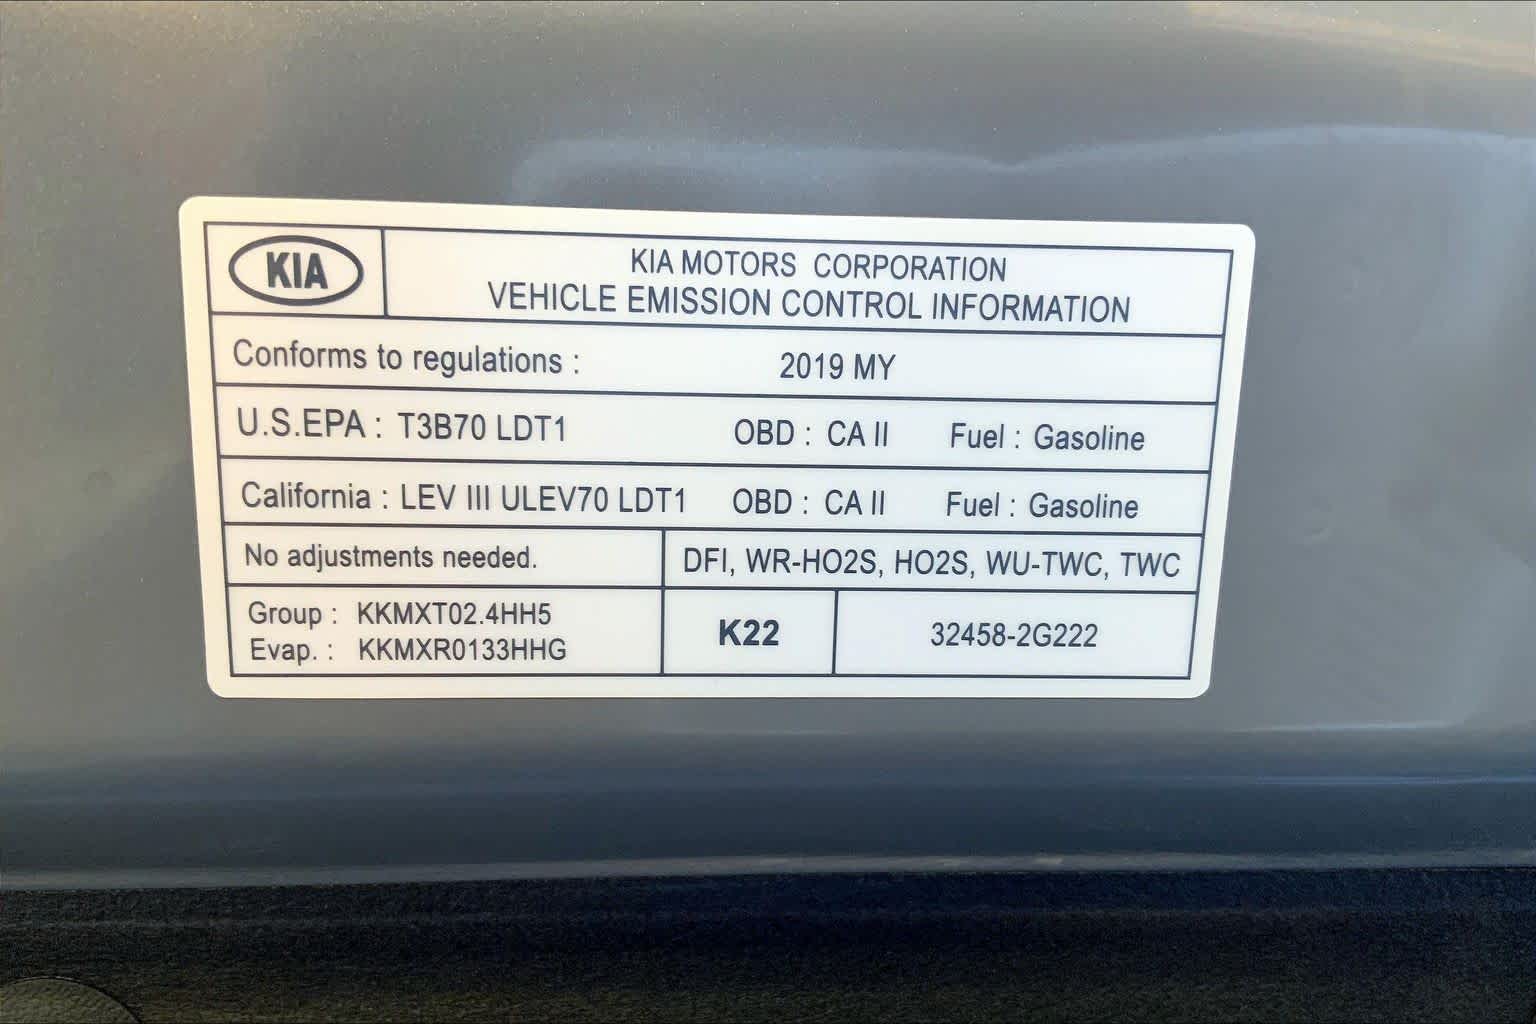 KIA
KIA MOTORS CORPORATION
VEHICLE EMISSION CONTROL INFORMATION
Conforms to regulations : 2019 MY
U.S.EPA : T3B70 LDT1 OBD : CA II Fuel : Gasoline
California : LEV III ULEV70 LDT1 OBD : CA II Fuel : Gasoline
No adjustments needed. DFI, WR-HO2S, HO2S, WU-TWC, TWC
Group : KKMXT02.4HH5
Evap. : KKMXR0133HHG
K22 32458-2G222